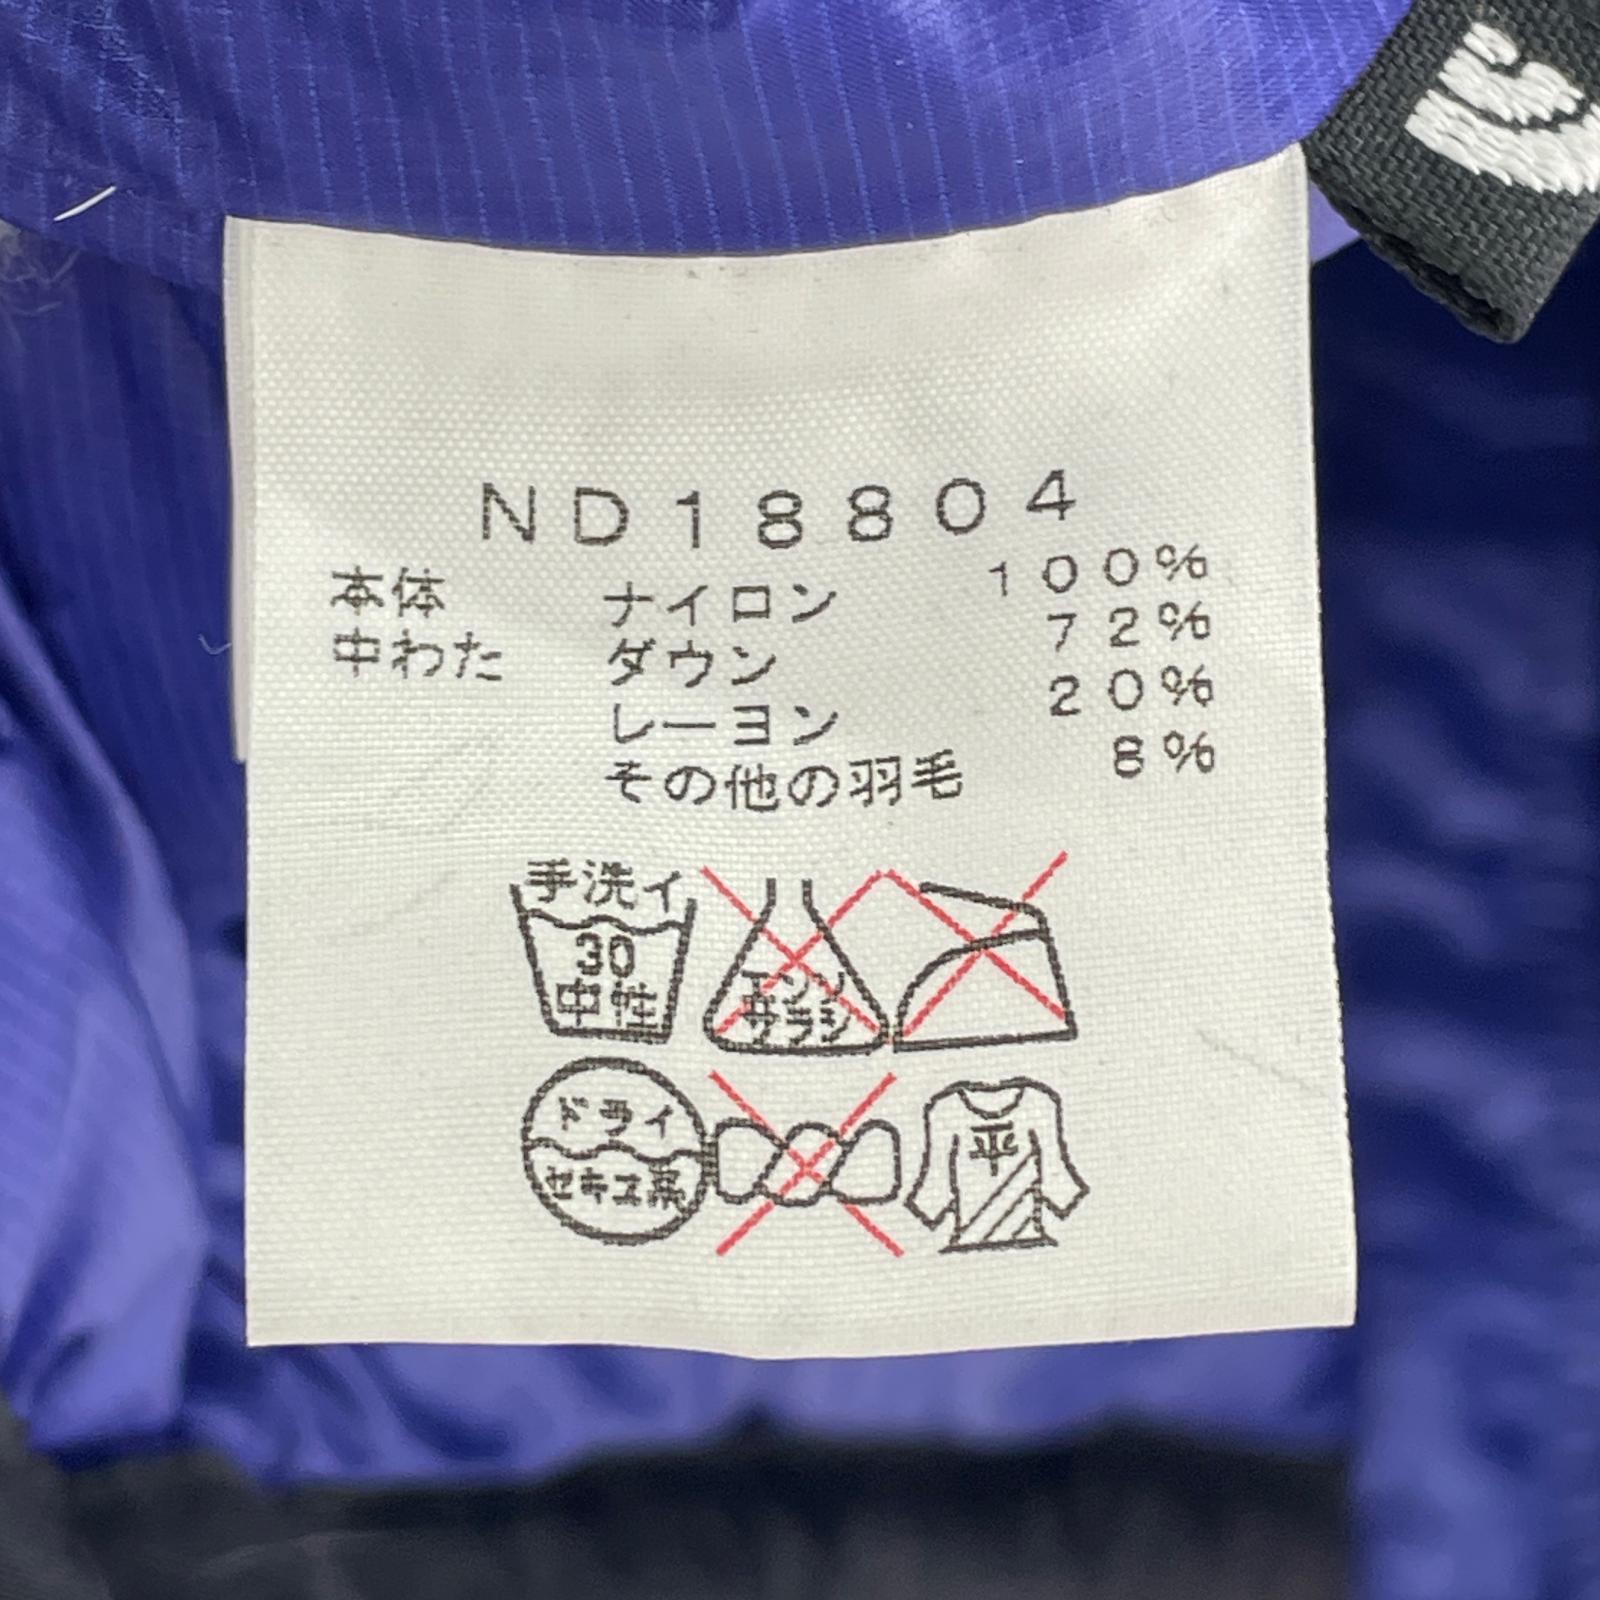 ND18804
本体 ナイロン 100%
中わた ダウン 72%
レーヨン 20%
その他の羽毛 8%
手洗イ
30
中性
エンソ
サラシ
ドライ
セキユ系
平